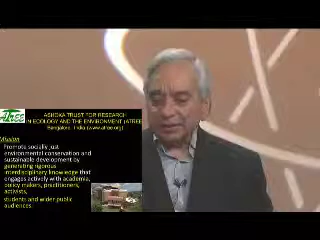 ATREE
ASHOKA TRUST FOR RESEARCH
IN ECOLOGY AND THE ENVIRONMENT (ATREE
Bangalore, India (www.atree.org)
Mission
Promote socially just
environmental conservation and
sustainable development by
generating rigorous
interdisciplinary knowledge that
engages actively with academia,
policy makers, practitioners,
activists,
students and wider public
audiences.